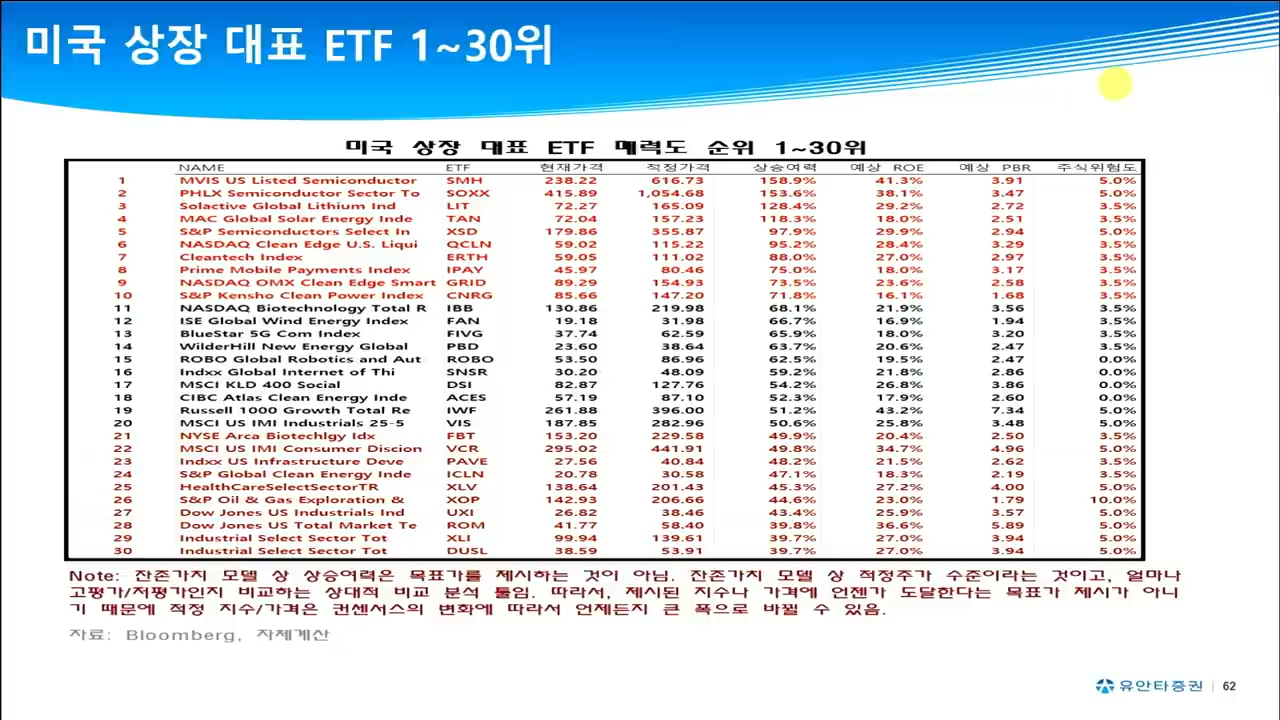 미국 상장 대표 ETF 1~30위
미국 상장 대표 ETF 매력도 순위 1~30위
NAME ETF 현재가격 적정가격 상승여력 예상 ROE 예상 PBR 주식위험도
1 MVIS US Listed Semiconductor SMH 238.22 616.73 158.9% 41.3% 3.91 5.0%
2 PHLX Semiconductor Sector To SOXX 415.89 1,054.68 153.6% 38.1% 3.47 5.0%
3 Solactive Global Lithium Ind LIT 72.27 165.09 128.4% 29.2% 2.72 3.5%
4 MAC Global Solar Energy Inde TAN 72.04 157.23 118.3% 18.0% 2.51 3.5%
5 S&P Semiconductors Select In XSD 179.86 355.87 97.9% 29.9% 2.94 5.0%
6 NASDAQ Clean Edge U.S. Liqui QCLN 59.02 115.22 95.2% 28.4% 3.29 3.5%
7 Cleantech Index ERTH 59.05 111.02 88.0% 27.0% 2.97 3.5%
8 Prime Mobile Payments Index IPAY 45.97 80.46 75.0% 18.0% 3.17 3.5%
9 NASDAQ OMX Clean Edge Smart GRID 89.29 154.93 73.5% 23.6% 2.58 3.5%
10 S&P Kensho Clean Power Index CNRG 85.66 147.20 71.8% 16.1% 1.68 3.5%
11 NASDAQ Biotechnology Total R IBB 130.86 219.98 68.1% 21.9% 3.56 3.5%
12 ISE Global Wind Energy Index FAN 19.18 31.98 66.7% 16.9% 1.94 3.5%
13 BlueStar 5G Com Index FIVG 37.74 62.59 65.9% 18.0% 3.20 3.5%
14 WilderHill New Energy Global PBD 23.60 38.64 63.7% 20.6% 2.47 3.5%
15 ROBO Global Robotics and Aut ROBO 53.50 86.96 62.5% 19.5% 2.47 0.0%
16 Indxx Global Internet of Thi SNSR 30.20 48.09 59.2% 21.8% 2.86 0.0%
17 MSCI KLD 400 Social DSI 82.87 127.76 54.2% 26.8% 3.86 0.0%
18 CIBC Atlas Clean Energy Inde ACES 57.19 87.10 52.3% 17.9% 2.60 0.0%
19 Russell 1000 Growth Total Re IWF 261.88 396.00 51.2% 43.2% 7.34 5.0%
20 MSCI US IMI Industrials 25-5 VIS 187.85 282.96 50.6% 25.8% 3.48 5.0%
21 NYSE Arca Biotechlgy Idx FBT 153.20 229.58 49.9% 20.4% 2.50 3.5%
22 MSCI US IMI Consumer Discion VCR 295.02 441.91 49.8% 34.7% 4.96 5.0%
23 Indxx US Infrastructure Deve PAVE 27.56 40.84 48.2% 21.5% 2.62 3.5%
24 S&P Global Clean Energy Inde ICLN 20.78 30.58 47.1% 18.3% 2.19 3.5%
25 HealthCareSelectSectorTR XLV 138.64 201.43 45.3% 27.2% 4.00 5.0%
26 S&P Oil & Gas Exploration & XOP 142.93 206.66 44.6% 23.0% 1.79 10.0%
27 Dow Jones US Industrials Ind UXI 26.82 38.46 43.4% 25.9% 3.57 5.0%
28 Dow Jones US Total Market Te ROM 41.77 58.40 39.8% 36.6% 5.89 5.0%
29 Industrial Select Sector Tot XLI 99.94 139.61 39.7% 27.0% 3.94 5.0%
30 Industrial Select Sector Tot DUSL 38.59 53.91 39.7% 27.0% 3.94 5.0%
Note: 잔존가치 모델 상 상승여력은 목표가를 제시하는 것이 아님. 잔존가치 모델 상 적정주가 수준이라는 것이고, 얼마나
고평가/저평가인지 비교하는 상대적 비교 분석 툴임. 따라서, 제시된 지수나 가격에 언젠가 도달한다는 목표가 제시가 아니
기 때문에 적정 지수/가격은 컨센서스의 변화에 따라서 언제든지 큰 폭으로 바뀔 수 있음.
자료: Bloomberg, 자체계산
유안타증권 62